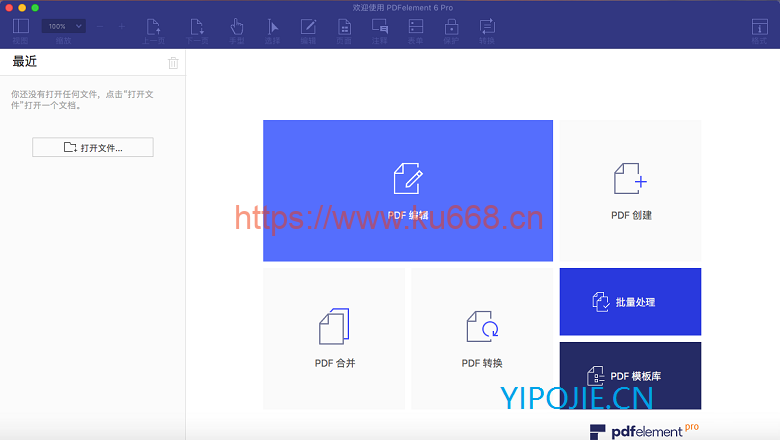 欢迎使用 PDFelement 6 Pro
视图 100% 缩放 上一页 下一页 手型 选择 编辑 页面 注释 表单 保护 转换 格式
最近
你还没有打开任何文件，点击"打开文
件"打开一个文档。
打开文件...
PDF 编辑
PDF 创建
https://www.ku668.cn
PDF 合并
PDF 转换
批量处理
PDF 模板库
YIPOJIE.CN
pdfelement pro